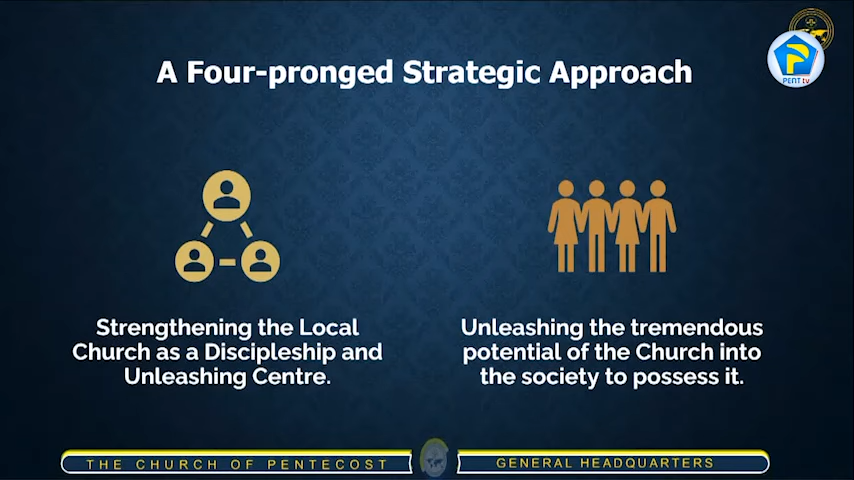 A Four-pronged Strategic Approach
P
PENT tv
Strengthening the Local
Church as a Discipleship and
Unleashing Centre.
Unleashing the tremendous
potential of the Church into
the society to possess it.
THE CHURCH OF PENTECOST
GENERAL HEADQUARTERS